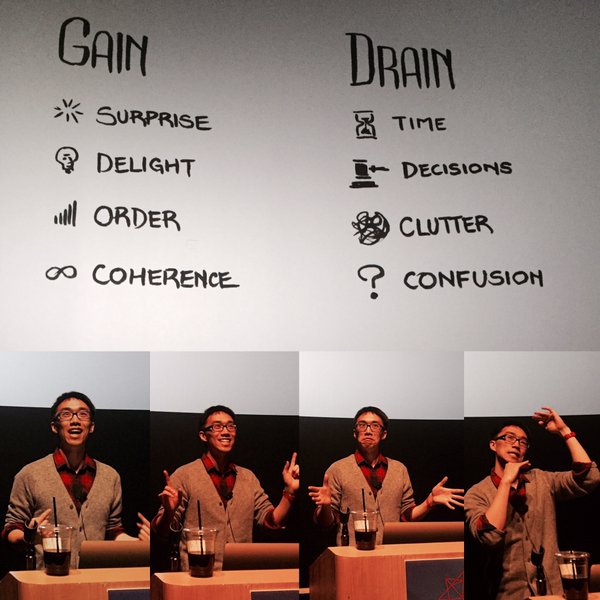 GAIN
SURPRISE
DELIGHT
ORDER
COHERENCE
DRAIN
TIME
DECISIONS
CLUTTER
? CONFUSION